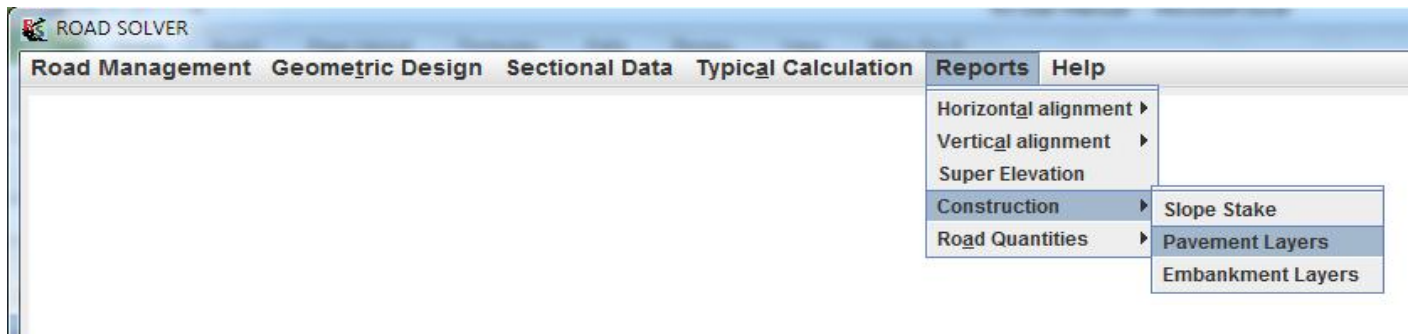 ROAD SOLVER
Road Management Geometric Design Sectional Data Typical Calculation Reports Help
Horizontal alignment
Vertical alignment
Super Elevation
Construction
Road Quantities
Slope Stake
Pavement Layers
Embankment Layers